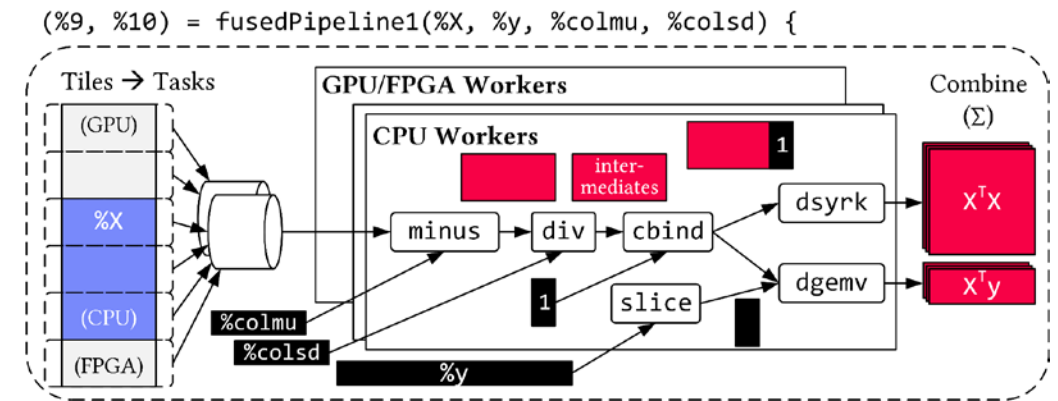 (%9, %10) = fusedPipeline1(%X, %y, %colmu, %colsd) {
Tiles → Tasks
(GPU)
%X
(CPU)
(FPGA)
GPU/FPGA Workers
CPU Workers
inter-
mediates
1
minus
div
cbind
dsyrk
dgemv
1
slice
%colmu
%colsd
%y
Combine
(Σ)
XᵀX
Xᵀy